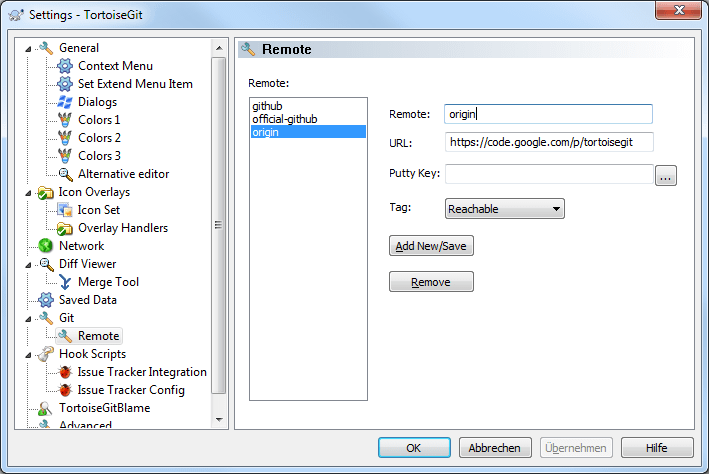 Settings - TortoiseGit
General
Context Menu
Set Extend Menu Item
Dialogs
Colors 1
Colors 2
Colors 3
Alternative editor
Icon Overlays
Icon Set
Overlay Handlers
Network
Diff Viewer
Merge Tool
Saved Data
Git
Remote
Hook Scripts
Issue Tracker Integration
Issue Tracker Config
TortoiseGitBlame
Advanced
Remote
Remote:
github
official-github
origin
Remote: origin
URL: https://code.google.com/p/tortoisegit
Putty Key: ...
Tag: Reachable
Add New/Save
Remove
OK Abbrechen Übernehmen Hilfe